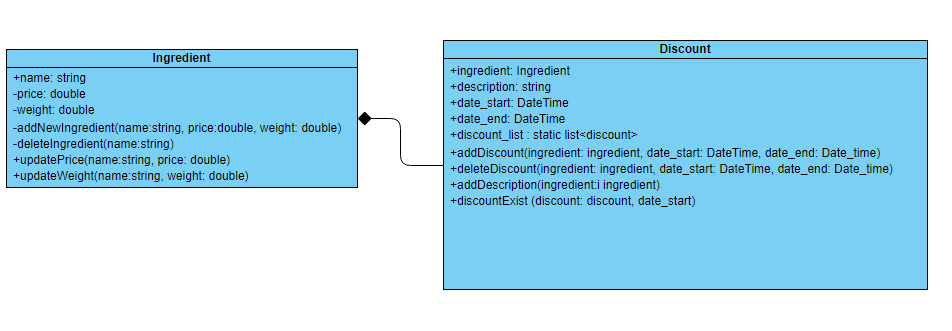 Ingredient
+name: string
-price: double
-weight: double
-addNewIngredient(name:string, price:double, weight: double)
-deleteIngredient(name:string)
+updatePrice(name:string, price: double)
+updateWeight(name:string, weight: double)
Discount
+ingredient: Ingredient
+description: string
+date_start: DateTime
+date_end: DateTime
+discount_list : static list<discount>
+addDiscount(ingredient: ingredient, date_start: DateTime, date_end: Date_time)
+deleteDiscount(ingredient: ingredient, date_start: DateTime, date_end: Date_time)
+addDescription(ingredient:i ingredient)
+discountExist (discount: discount, date_start)